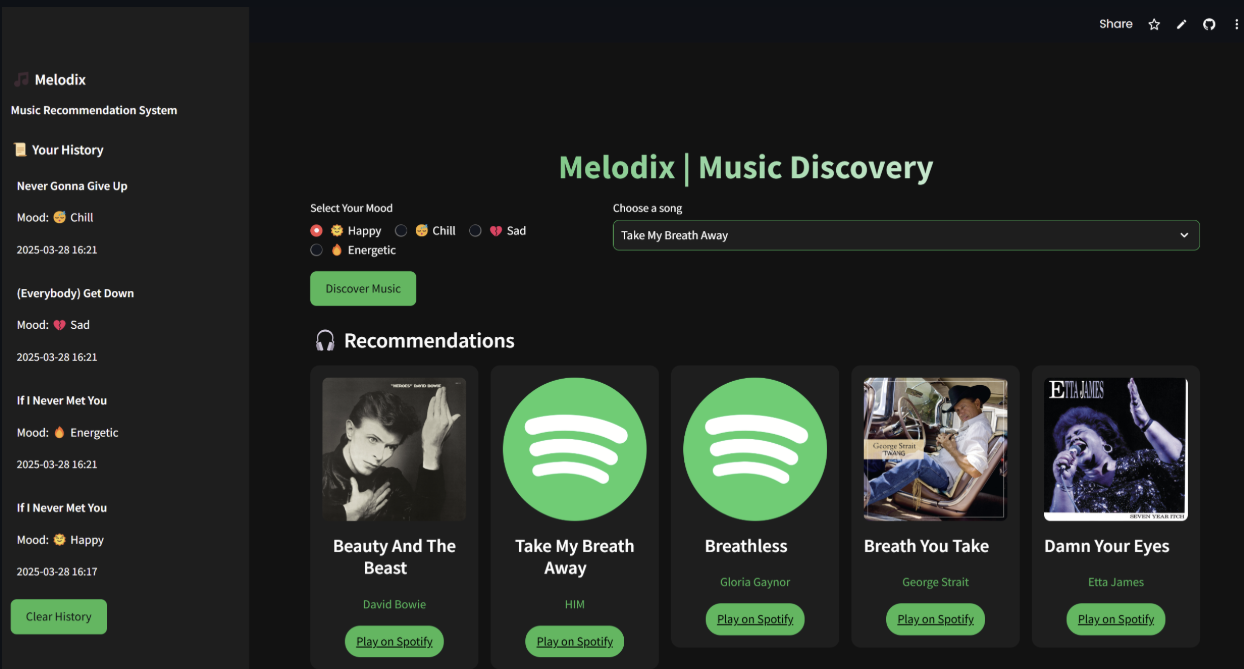 Share
Melodix
Music Recommendation System
Your History
Never Gonna Give Up
Mood: 😴 Chill
2025-03-28 16:21
(Everybody) Get Down
Mood: 💔 Sad
2025-03-28 16:21
If I Never Met You
Mood: 🔥 Energetic
2025-03-28 16:21
If I Never Met You
Mood: 🌞 Happy
2025-03-28 16:17
Clear History
Melodix | Music Discovery
Select Your Mood
🌞 Happy 😴 Chill 💔 Sad
🔥 Energetic
Choose a song
Take My Breath Away
Discover Music
🎧 Recommendations
"HEROES" DAVID BOWIE
Beauty And The
Beast
David Bowie
Play on Spotify
Take My Breath
Away
HIM
Play on Spotify
Breathless
Gloria Gaynor
Play on Spotify
George Strait
TWANG
Breath You Take
George Strait
Play on Spotify
ETTA JAMES
SEVEN YEAR ITCH
Damn Your Eyes
Etta James
Play on Spotify